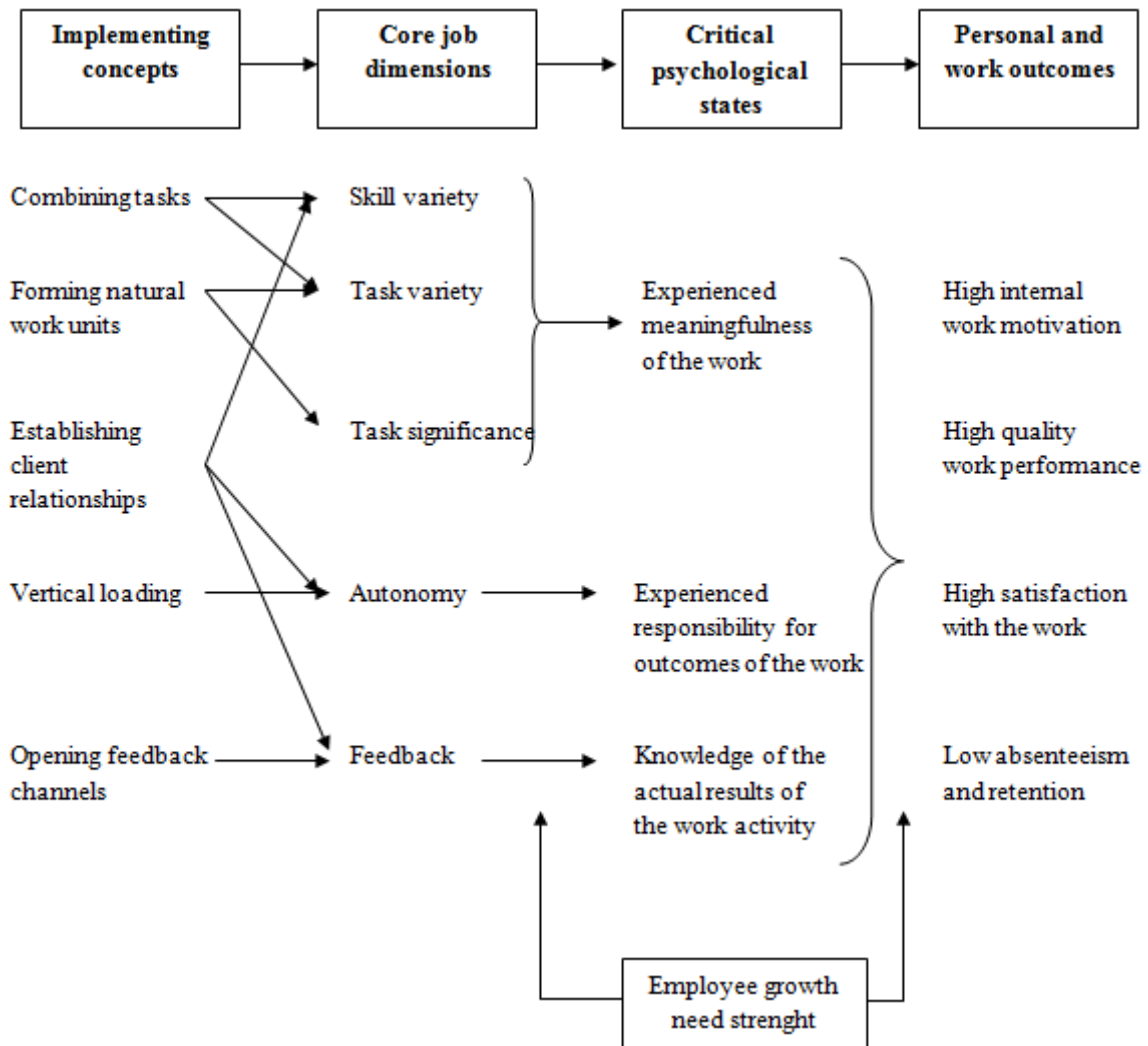 Implementing
concepts
Core job
dimensions
Critical
psychological
states
Personal and
work outcomes
Combining tasks
Skill variety
Forming natural
work units
Task variety
Experienced
meaningfulness
of the work
High internal
work motivation
Establishing
client
relationships
Task significance
High quality
work performance
Vertical loading
Autonomy
Experienced
responsibility for
outcomes of the work
High satisfaction
with the work
Opening feedback
channels
Feedback
Knowledge of the
actual results of
the work activity
Low absenteeism
and retention
Employee growth
need strenght